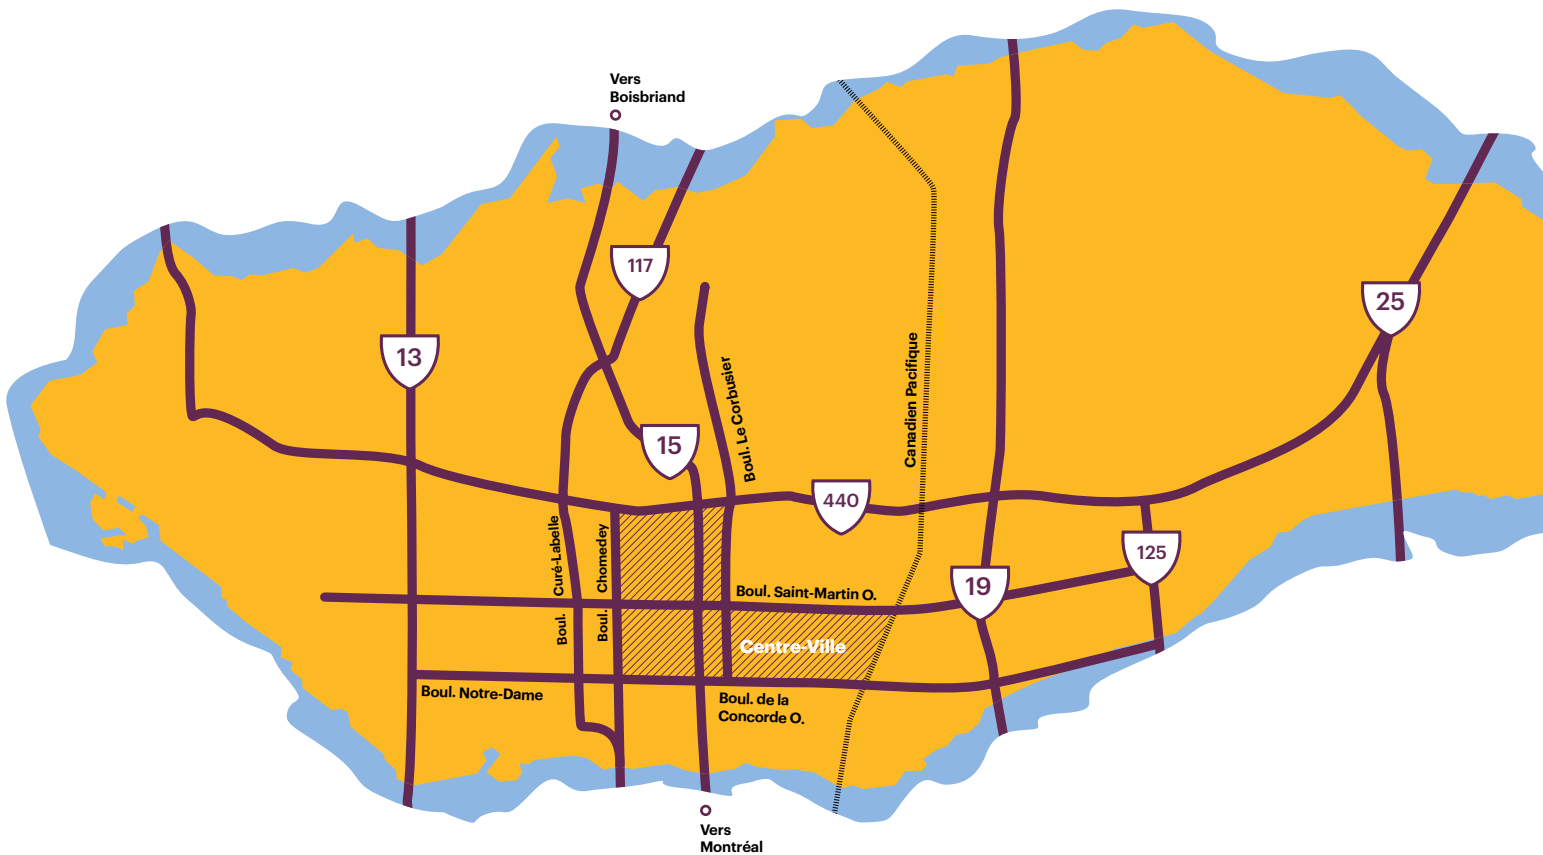 Vers
Boisbriand
117
25
13
Boul. Le Corbusier
Canadien Pacifique
15
440
Boul. Curé-Labelle
Boul. Chomedey
125
19
Boul. Saint-Martin O.
Centre-Ville
Boul. Notre-Dame
Boul. de la
Concorde O.
Vers
Montréal